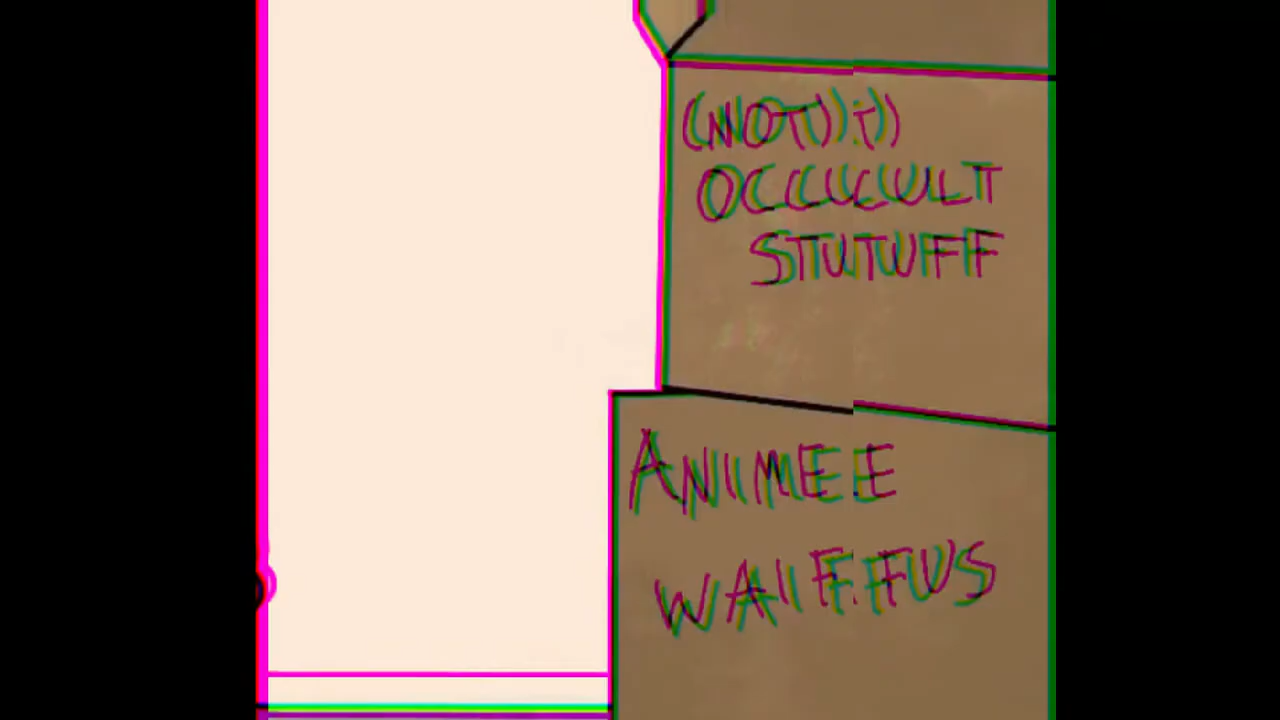 (NOT)
OCCULT
STUFF
ANIME
WAIFUS